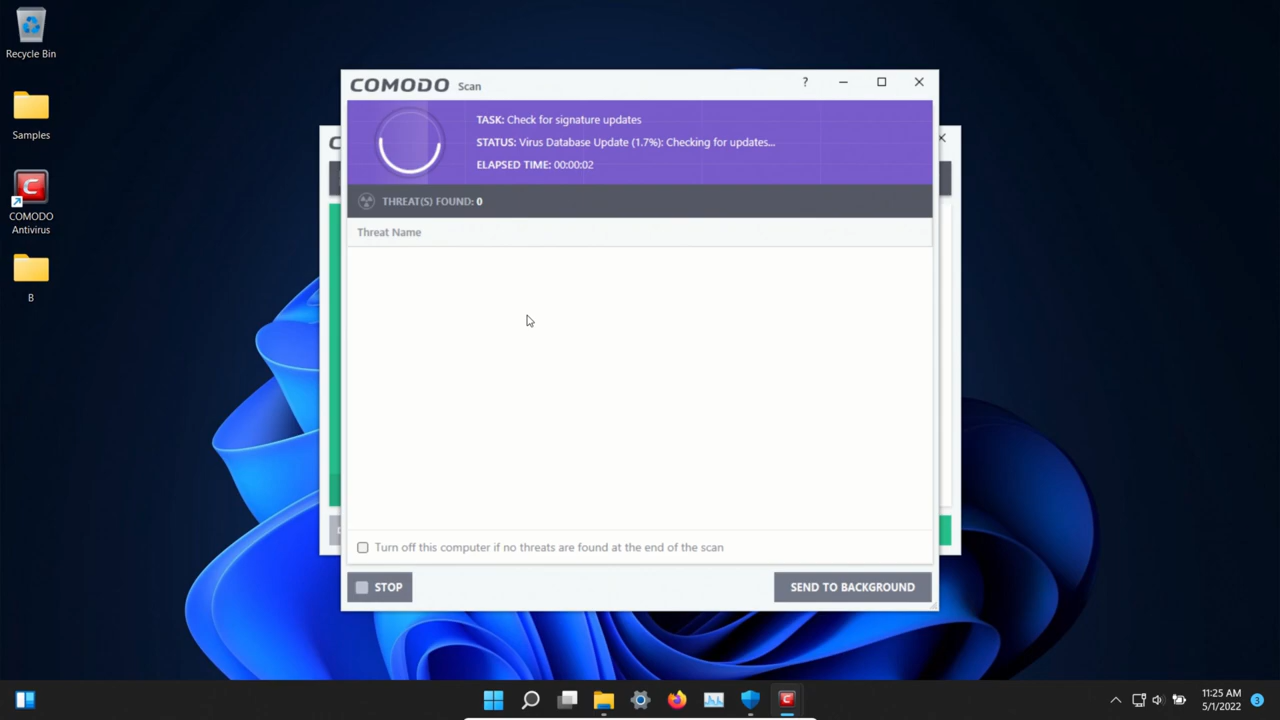 Recycle Bin
Samples
COMODO
Antivirus
B
COMODO Scan
?
TASK: Check for signature updates
STATUS: Virus Database Update (1.7%): Checking for updates...
ELAPSED TIME: 00:00:02
THREAT(S) FOUND: 0
Threat Name
Turn off this computer if no threats are found at the end of the scan
STOP
SEND TO BACKGROUND
11:25 AM
5/1/2022
3